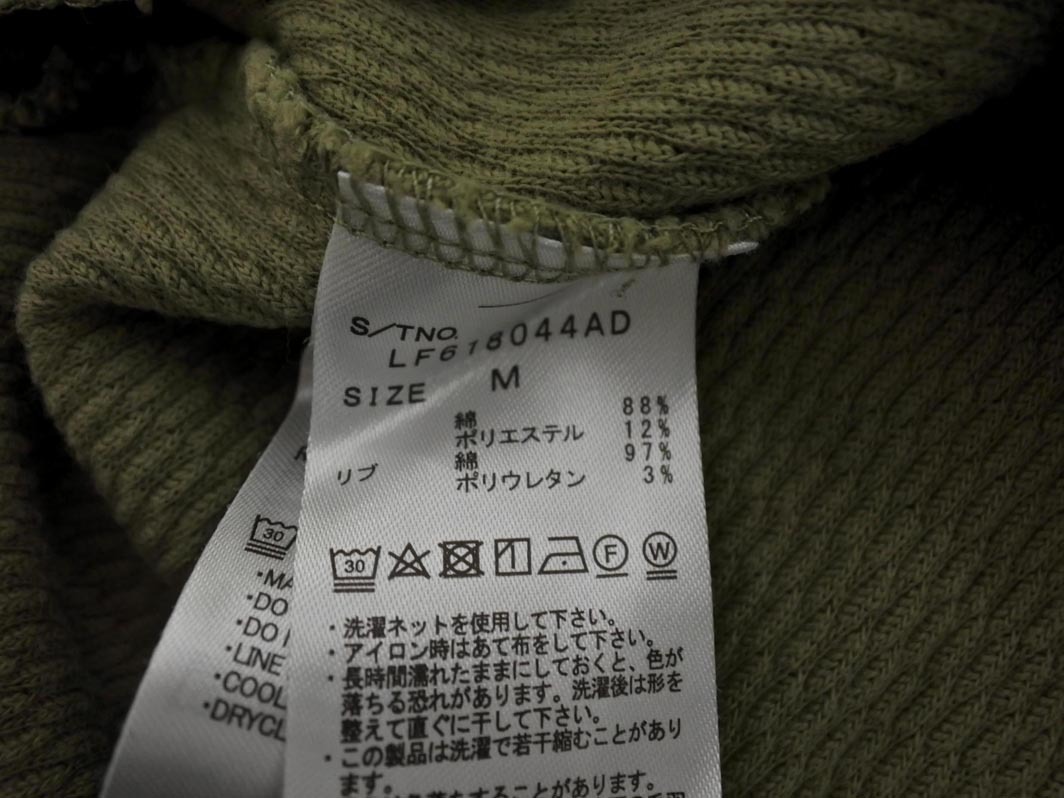 S/TNO.
LF618044AD
SIZE M
綿 88%
ポリエステル 12%
リブ 綿 97%
ポリウレタン 3%
30 F W
・洗濯ネットを使用して下さい。
・アイロン時はあて布をして下さい。
・長時間濡れたままにしておくと、色が
落ちる恐れがあります。洗濯後は形を
整えて直ぐに干して下さい。
・この製品は洗濯で若干縮むことがあり
ます。
とがあります。
30
・DO
・DO
・LINE
・COOL